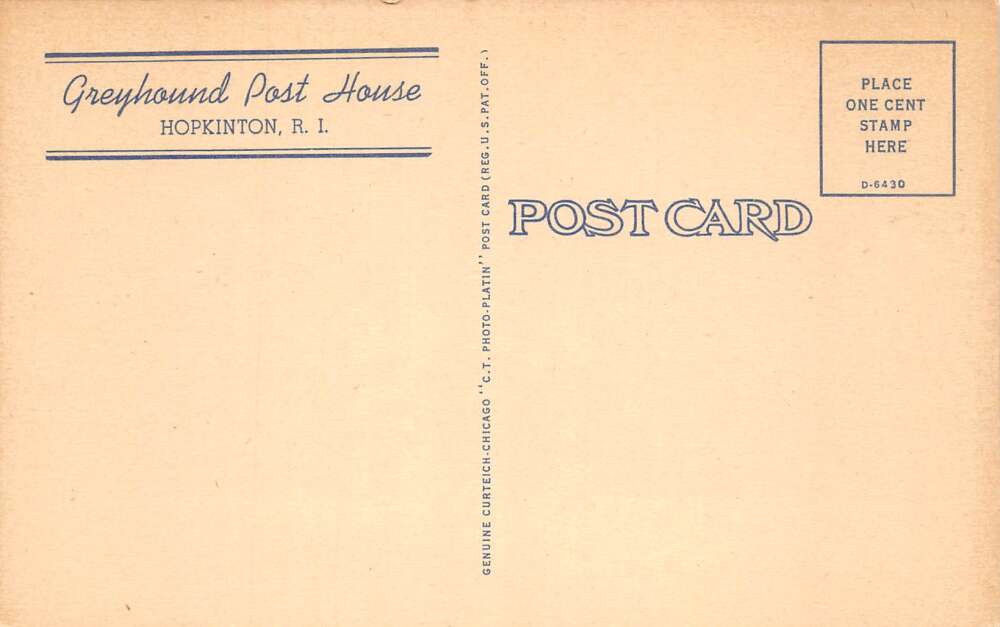 Greyhound Post House
HOPKINTON, R. I.
GENUINE CURTEICH-CHICAGO "C.T. PHOTO-PLATIN" POST CARD (REG. U.S. PAT. OFF.)
POST CARD
PLACE
ONE CENT
STAMP
HERE
D-6430